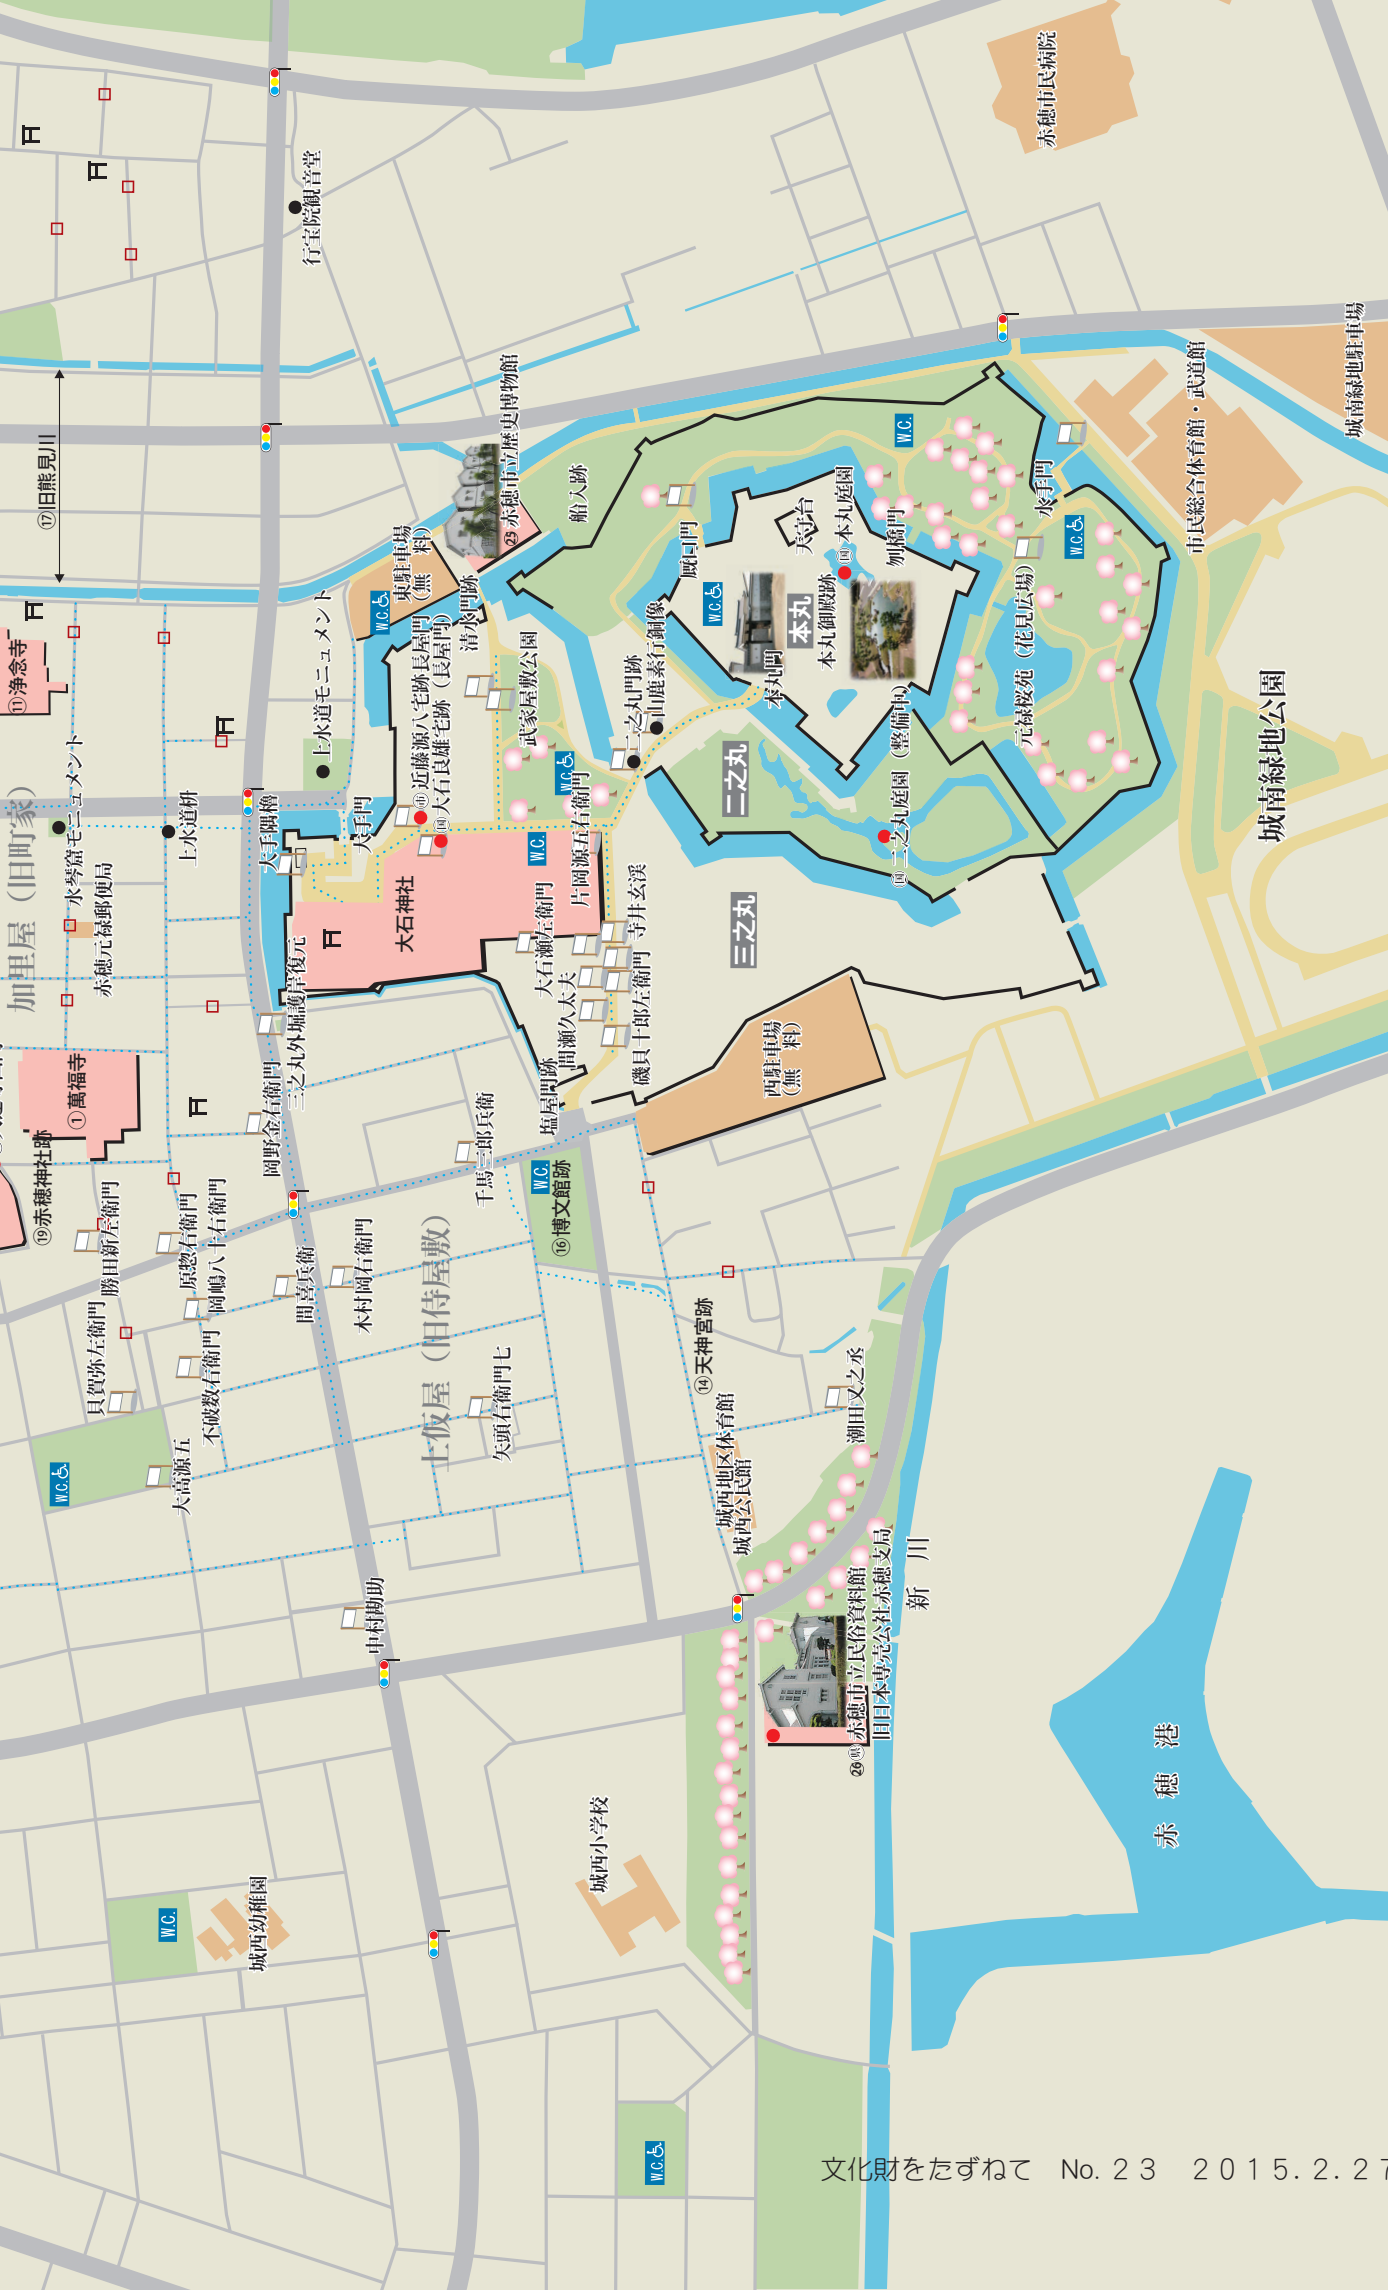 赤穂市民病院
行宝院観音堂
⑰旧熊見川
城南緑地駐車場
市民総合体育館・武道館
赤穂市立歴史博物館
㉕
船入跡
W.C.
水手門
東駐車場
(無 料)
W.C.
清水門跡
厩口門
天守台
国 本丸庭園
刎橋門
W.C.
W.C.
本丸
本丸御殿跡
本丸門
元禄桜苑(花見広場)
⑪浄念寺
上水道モニュメント
市 近藤源八宅跡長屋門
国 大石良雄宅跡(長屋門)
武家屋敷公園
W.C.
二之丸門跡
山鹿素行銅像
二之丸
国 二之丸庭園(整備中)
城南緑地公園
加里屋(旧町家)
水琴窟モニュメント
上水道枡
赤穂元禄郵便局
大手隅櫓
大手門
W.C.
片岡源五右衛門
大石神社
三之丸
三之丸外堀護岸復元
大石瀬左衛門
寺井玄渓
間瀬久太夫
磯貝十郎左衛門
西駐車場
(無 料)
①萬福寺
⑲赤穂神社跡
岡野金右衛門
千馬三郎兵衛
塩屋門跡
W.C.
⑯博文館跡
勝田新左衛門
原惣右衛門
岡嶋八十右衛門
間喜兵衛
木村岡右衛門
上仮屋(旧侍屋敷)
貝賀弥左衛門
不破数右衛門
矢頭右衛門七
⑭天神宮跡
潮田又之丞
W.C.
大高源五
城西地区体育館
城西公民館
中村勘助
㉖県 赤穂市立民俗資料館
旧日本専売公社赤穂支局
新川
赤穂港
城西小学校
W.C.
城西幼稚園
W.C.
文化財をたずねて No.23 2015.2.27